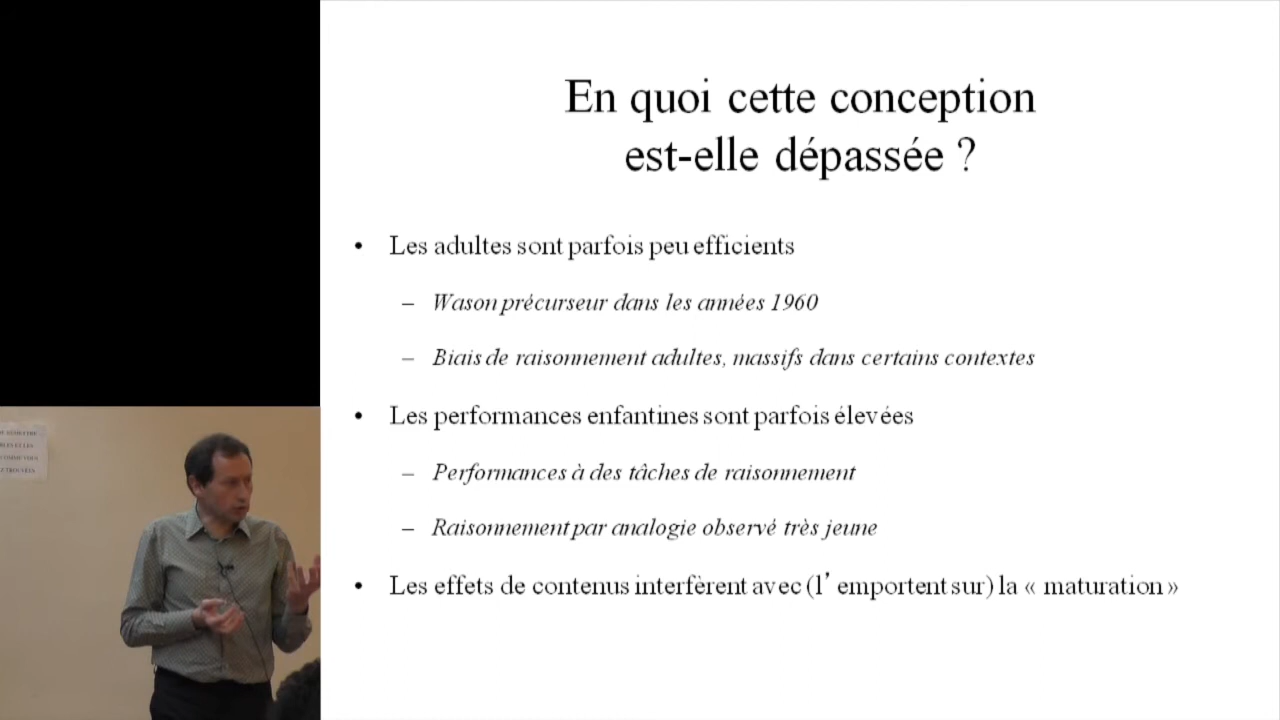 En quoi cette conception
est-elle dépassée ?
• Les adultes sont parfois peu efficients
– Wason précurseur dans les années 1960
– Biais de raisonnement adultes, massifs dans certains contextes
• Les performances enfantines sont parfois élevées
– Performances à des tâches de raisonnement
– Raisonnement par analogie observé très jeune
• Les effets de contenus interfèrent avec (l’ emportent sur) la « maturation »